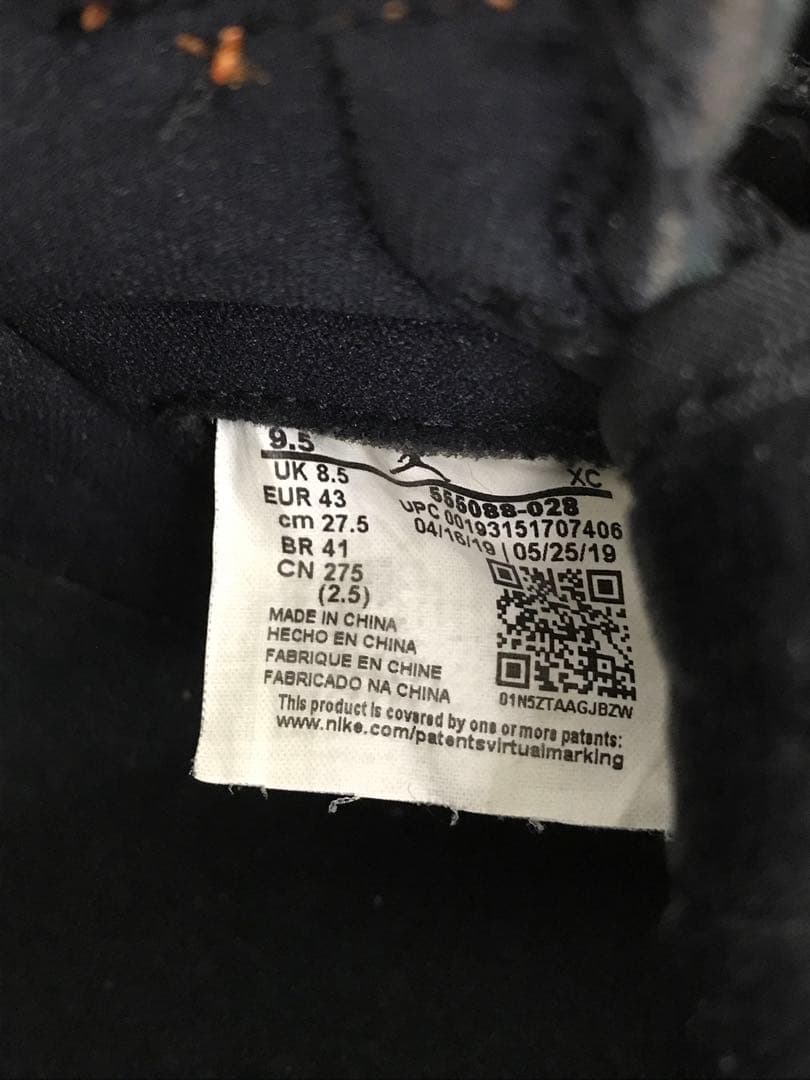 9.5
XC
UK 8.5
EUR 43
cm 27.5
BR 41
CN 275
(2.5)
555088-028
UPC 00193151707406
04/16/19 | 05/25/19
MADE IN CHINA
HECHO EN CHINA
FABRIQUE EN CHINE
FABRICADO NA CHINA
01N5ZTAAGJBZW
This product is covered by one or more patents:
www.nike.com/patentsvirtualmarking